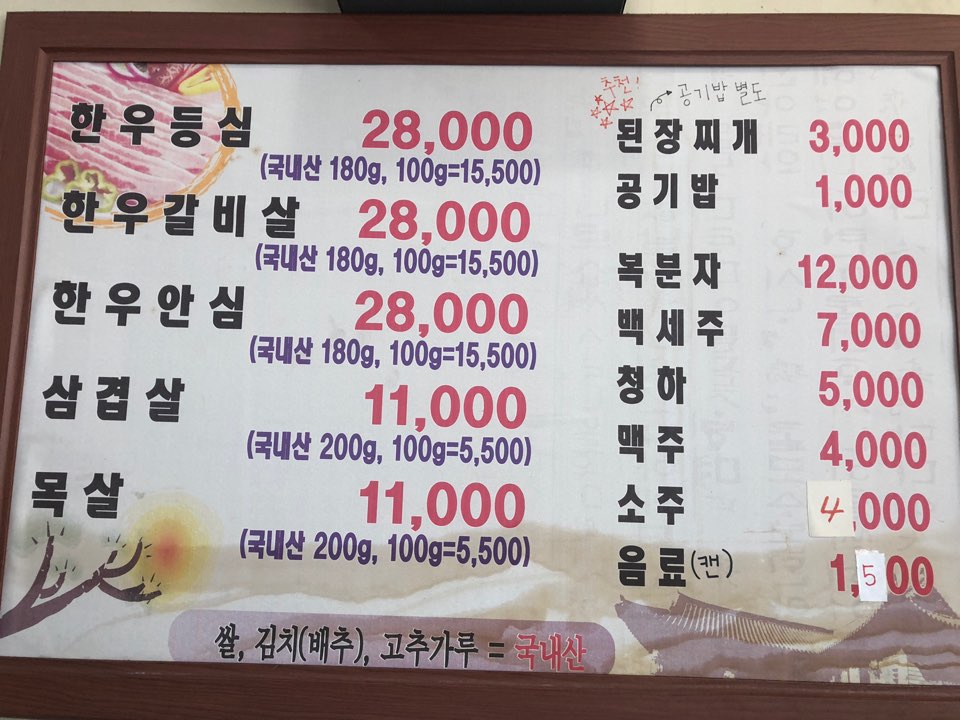 한우등심 28,000
(국내산 180g, 100g=15,500)
한우갈비살 28,000
(국내산 180g, 100g=15,500)
한우안심 28,000
(국내산 180g, 100g=15,500)
삼겹살 11,000
(국내산 200g, 100g=5,500)
목살 11,000
(국내산 200g, 100g=5,500)
추천! 공기밥 별도
된장찌개 3,000
공기밥 1,000
복분자 12,000
백세주 7,000
청하 5,000
맥주 4,000
소주 4,000
음료(캔) 1,500
쌀, 김치(배추), 고추가루 = 국내산